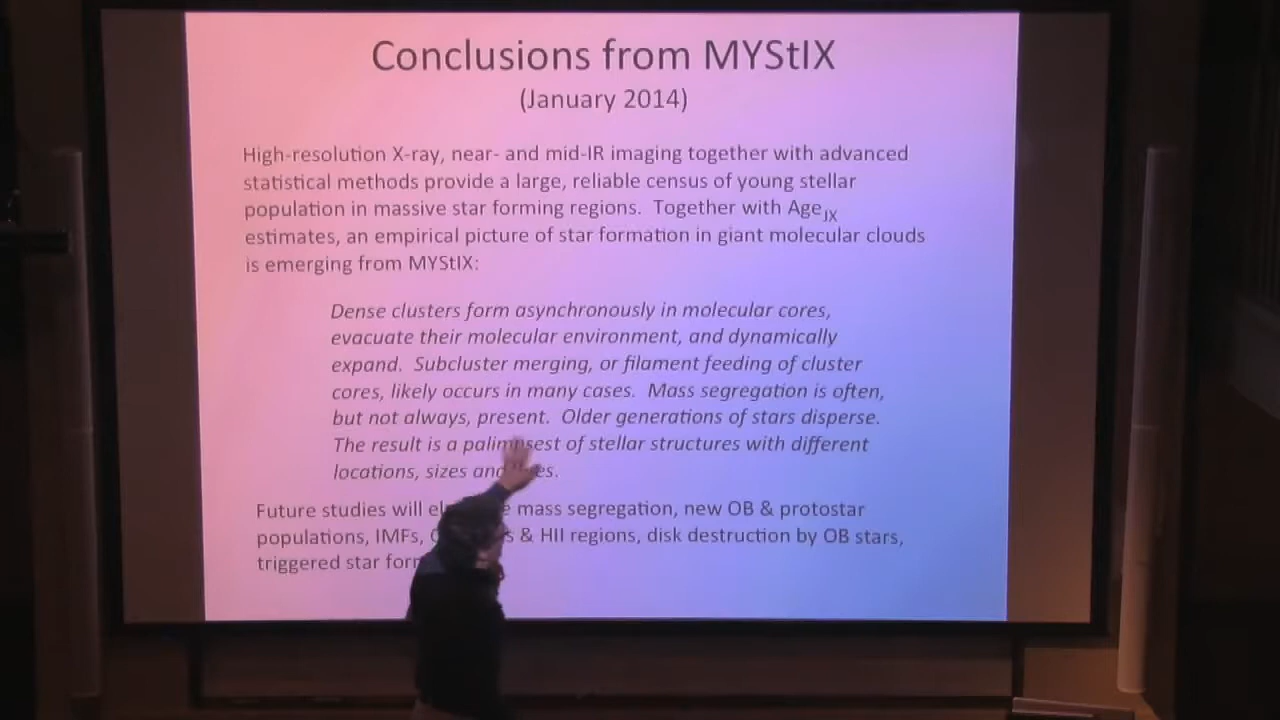 Conclusions from MYStIX
(January 2014)
High-resolution X-ray, near- and mid-IR imaging together with advanced
statistical methods provide a large, reliable census of young stellar
population in massive star forming regions. Together with Age JX
estimates, an empirical picture of star formation in giant molecular clouds
is emerging from MYStIX:
Dense clusters form asynchronously in molecular cores,
evacuate their molecular environment, and dynamically
expand. Subcluster merging, or filament feeding of cluster
cores, likely occurs in many cases. Mass segregation is often,
but not always, present. Older generations of stars disperse.
The result is a palimpsest of stellar structures with different
locations, sizes and
Future studies will mass segregation, new OB & protostar
populations, IMFs, & HII regions, disk destruction by OB stars,
triggered star